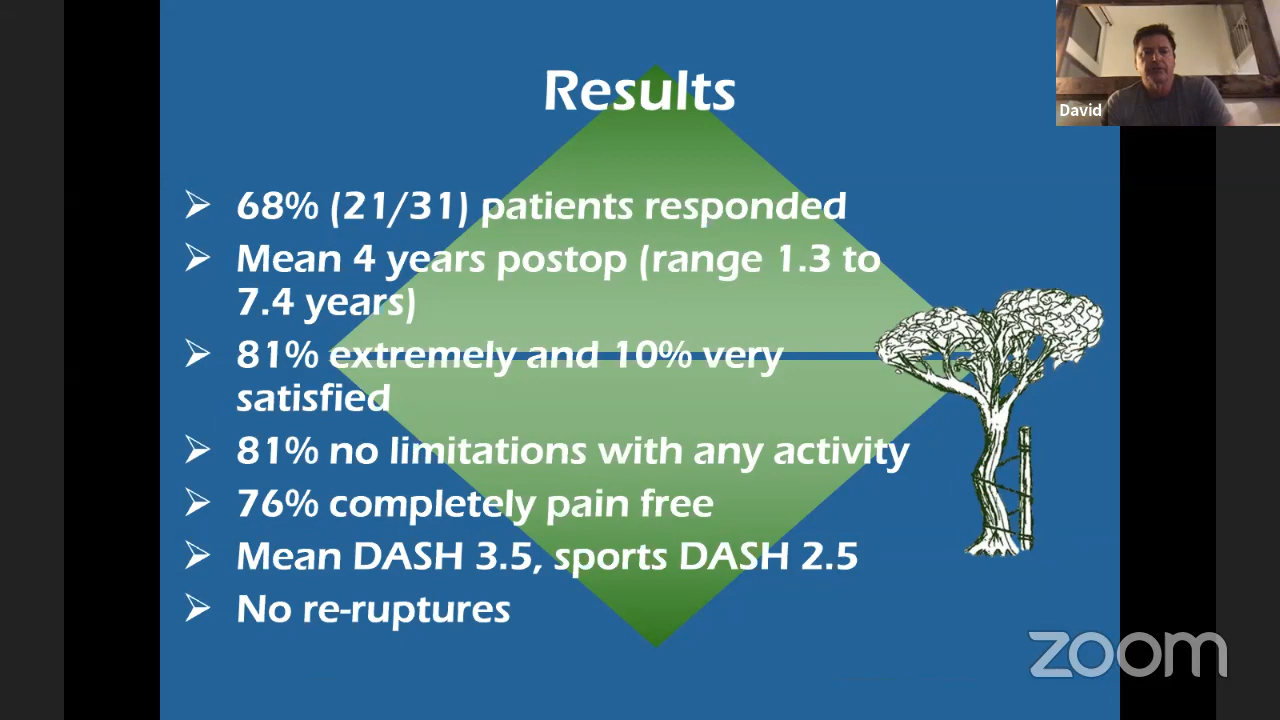 Results
David
➢ 68% (21/31) patients responded
➢ Mean 4 years postop (range 1.3 to
7.4 years)
➢ 81% extremely and 10% very
satisfied
➢ 81% no limitations with any activity
➢ 76% completely pain free
➢ Mean DASH 3.5, sports DASH 2.5
➢ No re-ruptures
zoom